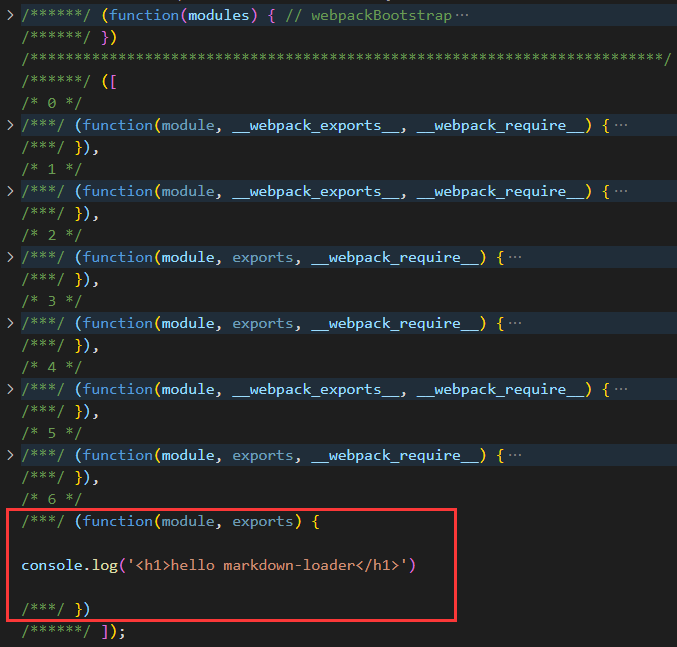 /******/ (function(modules) { // webpackBootstrap…
/******/ })
/************************************************************************/
/******/ ([
/* 0 */
/***/ (function(module, __webpack_exports__, __webpack_require__) {…
/***/ }),
/* 1 */
/***/ (function(module, __webpack_exports__, __webpack_require__) {…
/***/ }),
/* 2 */
/***/ (function(module, exports, __webpack_require__) {…
/***/ }),
/* 3 */
/***/ (function(module, exports, __webpack_require__) {…
/***/ }),
/* 4 */
/***/ (function(module, __webpack_exports__, __webpack_require__) {…
/***/ }),
/* 5 */
/***/ (function(module, exports, __webpack_require__) {…
/***/ }),
/* 6 */
/***/ (function(module, exports) {
console.log('<h1>hello markdown-loader</h1>')
/***/ })
/******/ ]);